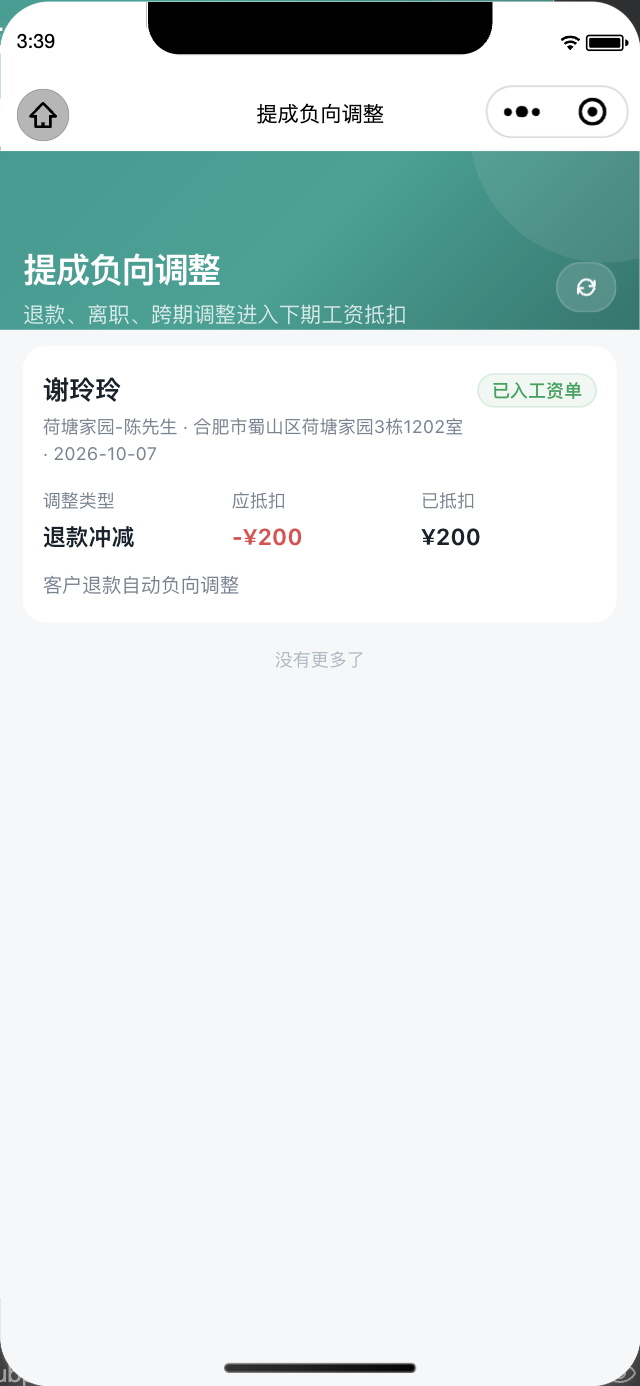 3:39
提成负向调整
提成负向调整
退款、离职、跨期调整进入下期工资抵扣
谢玲玲
已入工资单
荷塘家园-陈先生 · 合肥市蜀山区荷塘家园3栋1202室
· 2026-10-07
调整类型 应抵扣 已抵扣
退款冲减 -¥200 ¥200
客户退款自动负向调整
没有更多了